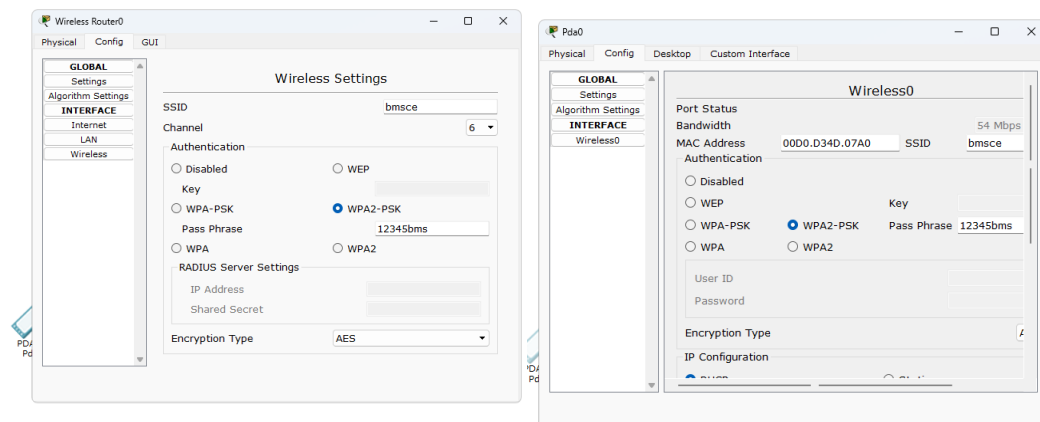 Wireless Router0
Physical Config GUI
GLOBAL
Settings
Algorithm Settings
INTERFACE
Internet
LAN
Wireless
Wireless Settings
SSID bmsce
Channel 6
Authentication
Disabled WEP
Key
WPA-PSK WPA2-PSK
Pass Phrase 12345bms
WPA WPA2
RADIUS Server Settings
IP Address
Shared Secret
Encryption Type AES
Pda0
Physical Config Desktop Custom Interface
GLOBAL
Settings
Algorithm Settings
INTERFACE
Wireless0
Wireless0
Port Status
Bandwidth 54 Mbps
MAC Address 00D0.D34D.07A0 SSID bmsce
Authentication
Disabled
WEP Key
WPA-PSK WPA2-PSK Pass Phrase 12345bms
WPA WPA2
User ID
Password
Encryption Type
IP Configuration